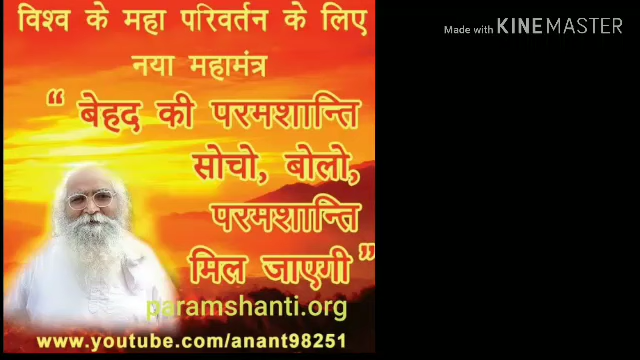 विश्व के महा परिवर्तन के लिए
नया महामंत्र
“ बेहद की परमशान्ति
सोचो, बोलो,
परमशान्ति
मिल जाएगी ”
paramshanti.org
www.youtube.com/anant98251
Made with KINEMASTER